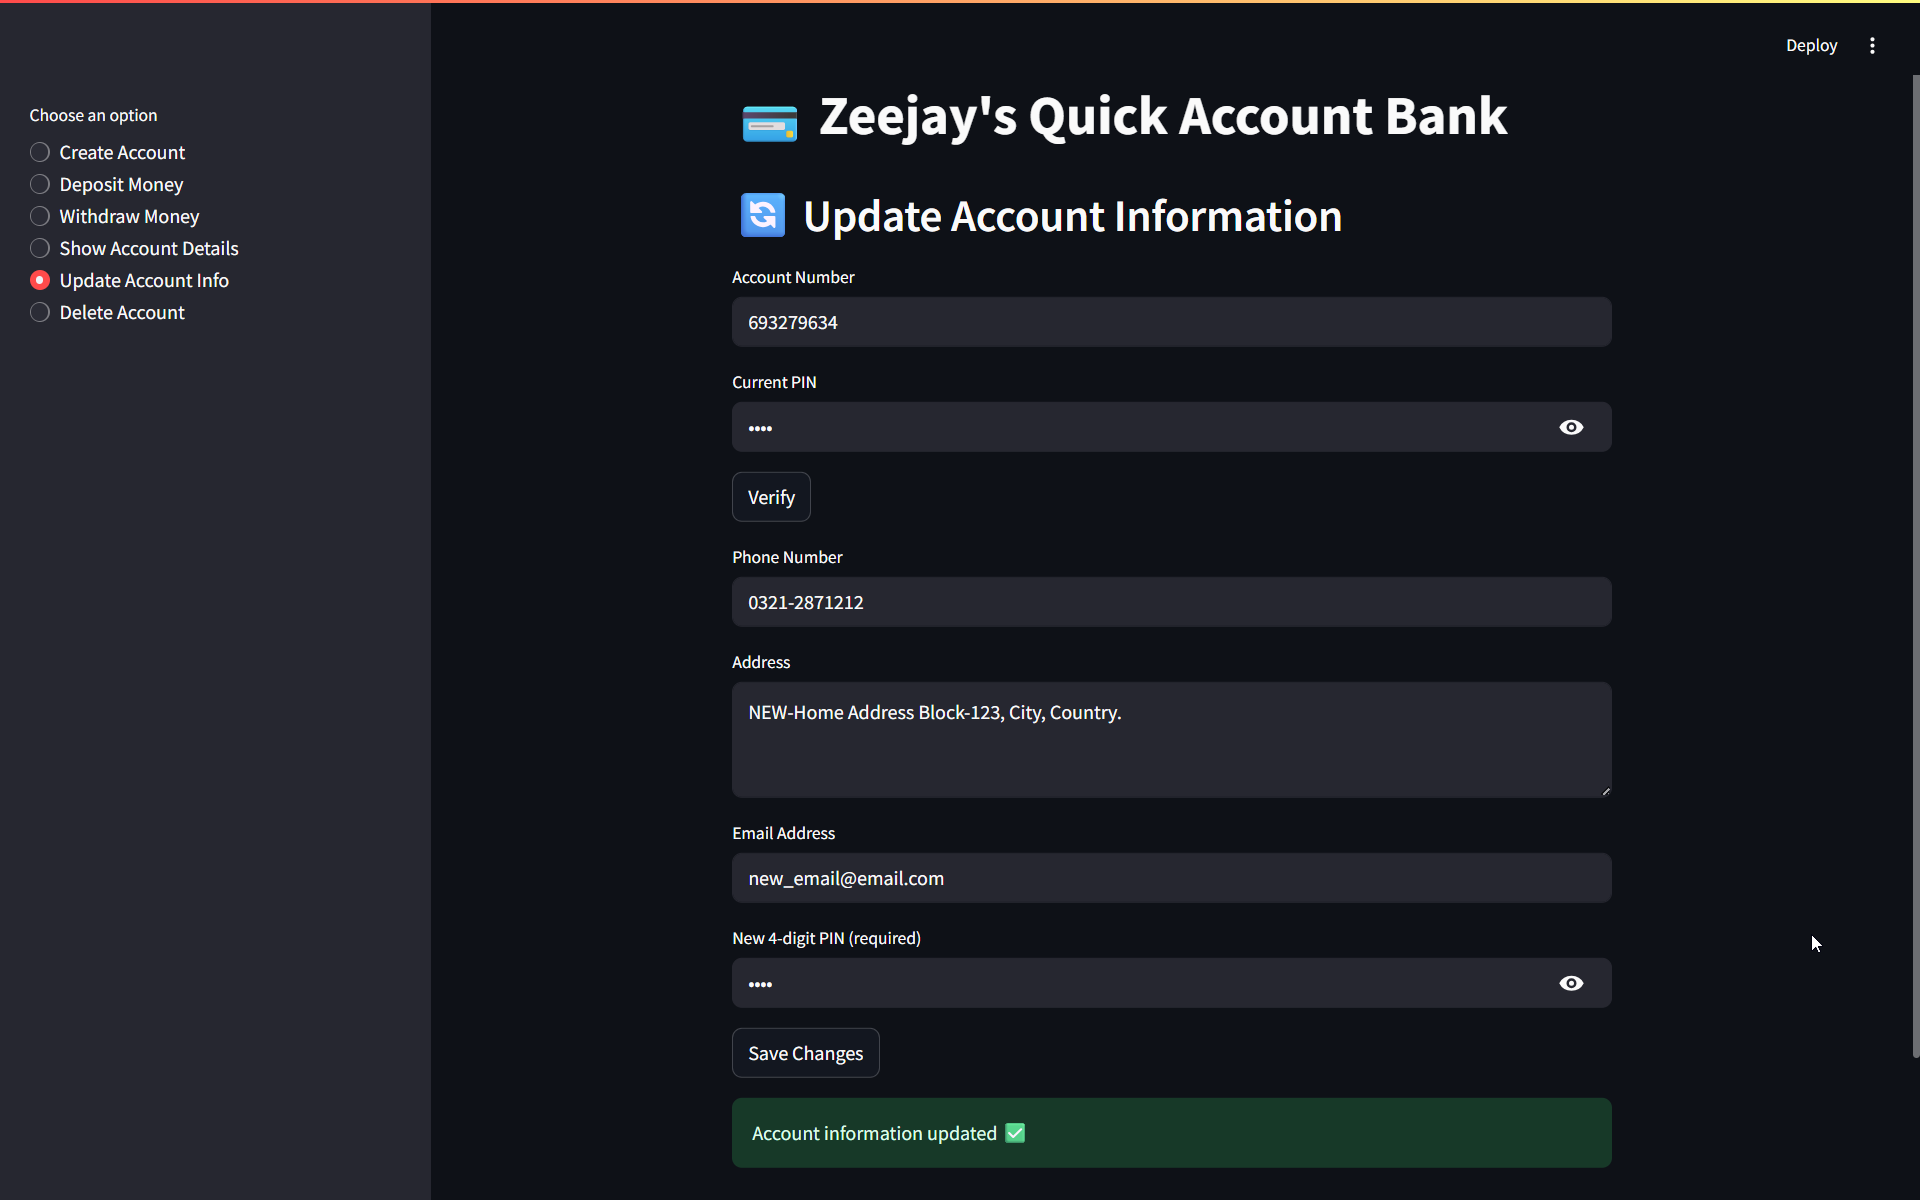 Deploy
Choose an option
Create Account
Deposit Money
Withdraw Money
Show Account Details
Update Account Info
Delete Account
Zeejay's Quick Account Bank
Update Account Information
Account Number
693279634
Current PIN
••••
Verify
Phone Number
0321-2871212
Address
NEW-Home Address Block-123, City, Country.
Email Address
new_email@email.com
New 4-digit PIN (required)
••••
Save Changes
Account information updated ✅